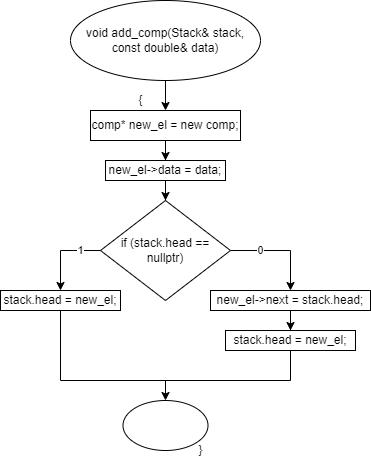 void add_comp(Stack& stack,
const double& data)
{
comp* new_el = new comp;
new_el->data = data;
if (stack.head ==
nullptr)
1
0
stack.head = new_el;
new_el->next = stack.head;
stack.head = new_el;
}